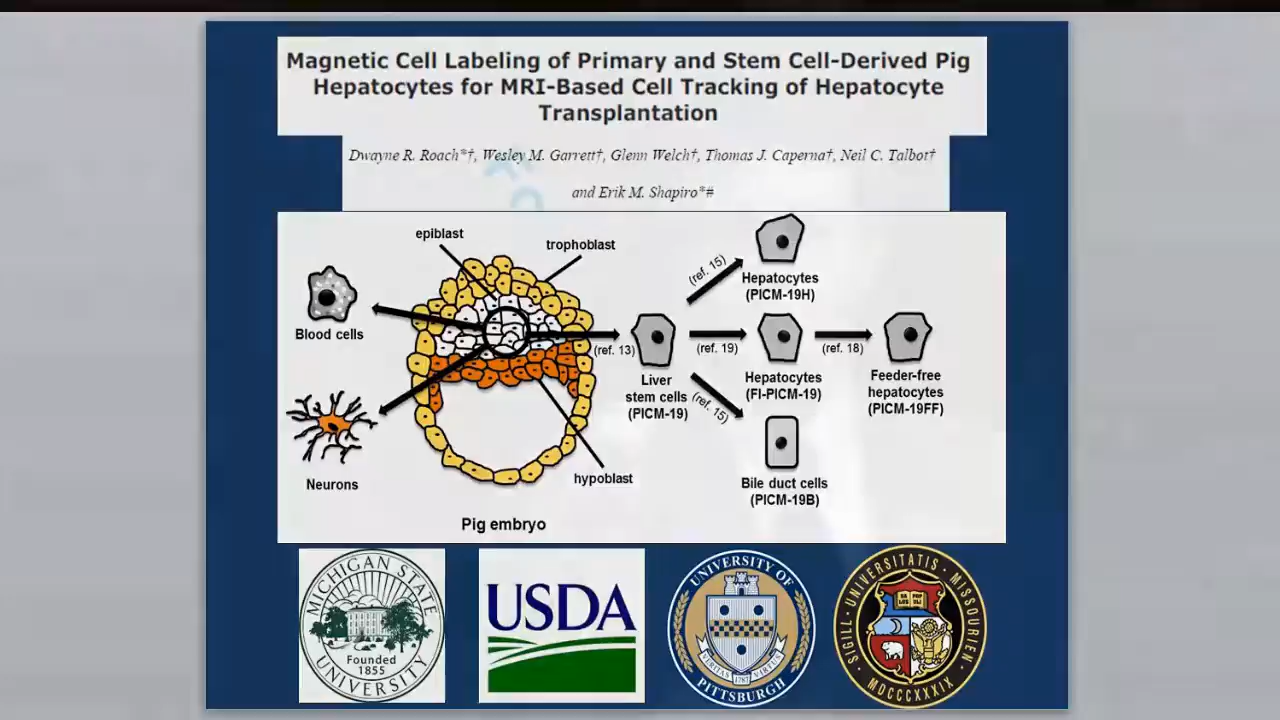 Magnetic Cell Labeling of Primary and Stem Cell-Derived Pig
Hepatocytes for MRI-Based Cell Tracking of Hepatocyte
Transplantation
Dwayne R. Roach*†, Wesley M. Garrett†, Glenn Welch†, Thomas J. Caperna†, Neil C. Talbot†
and Erik M. Shapiro*#
epiblast
trophoblast
Blood cells
Neurons
hypoblast
Pig embryo
(ref. 13)
Liver
stem cells
(PICM-19)
(ref. 15)
Hepatocytes
(PICM-19H)
(ref. 19)
Hepatocytes
(FI-PICM-19)
(ref. 18)
Feeder-free
hepatocytes
(PICM-19FF)
(ref. 15)
Bile duct cells
(PICM-19B)
MICHIGAN STATE
UNIVERSITY
Founded
1855
USDA
UNIVERSITY OF
PITTSBURGH
VERITAS 1787 VIRTUS
SIGILL · UNIVERSITATIS · MISSOURIEN
MDCCCXXXIX